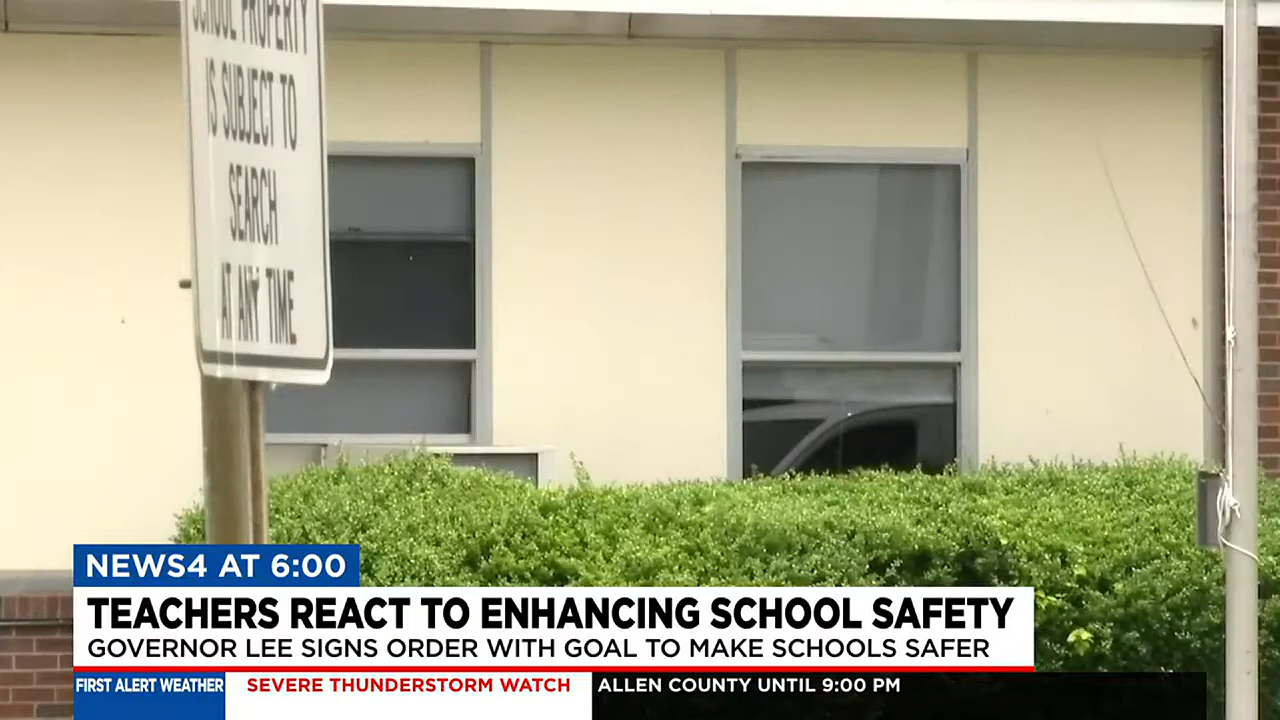 SCHOOL PROPERTY
IS SUBJECT TO
SEARCH
AT ANY TIME
NEWS4 AT 6:00
TEACHERS REACT TO ENHANCING SCHOOL SAFETY
GOVERNOR LEE SIGNS ORDER WITH GOAL TO MAKE SCHOOLS SAFER
FIRST ALERT WEATHER SEVERE THUNDERSTORM WATCH ALLEN COUNTY UNTIL 9:00 PM